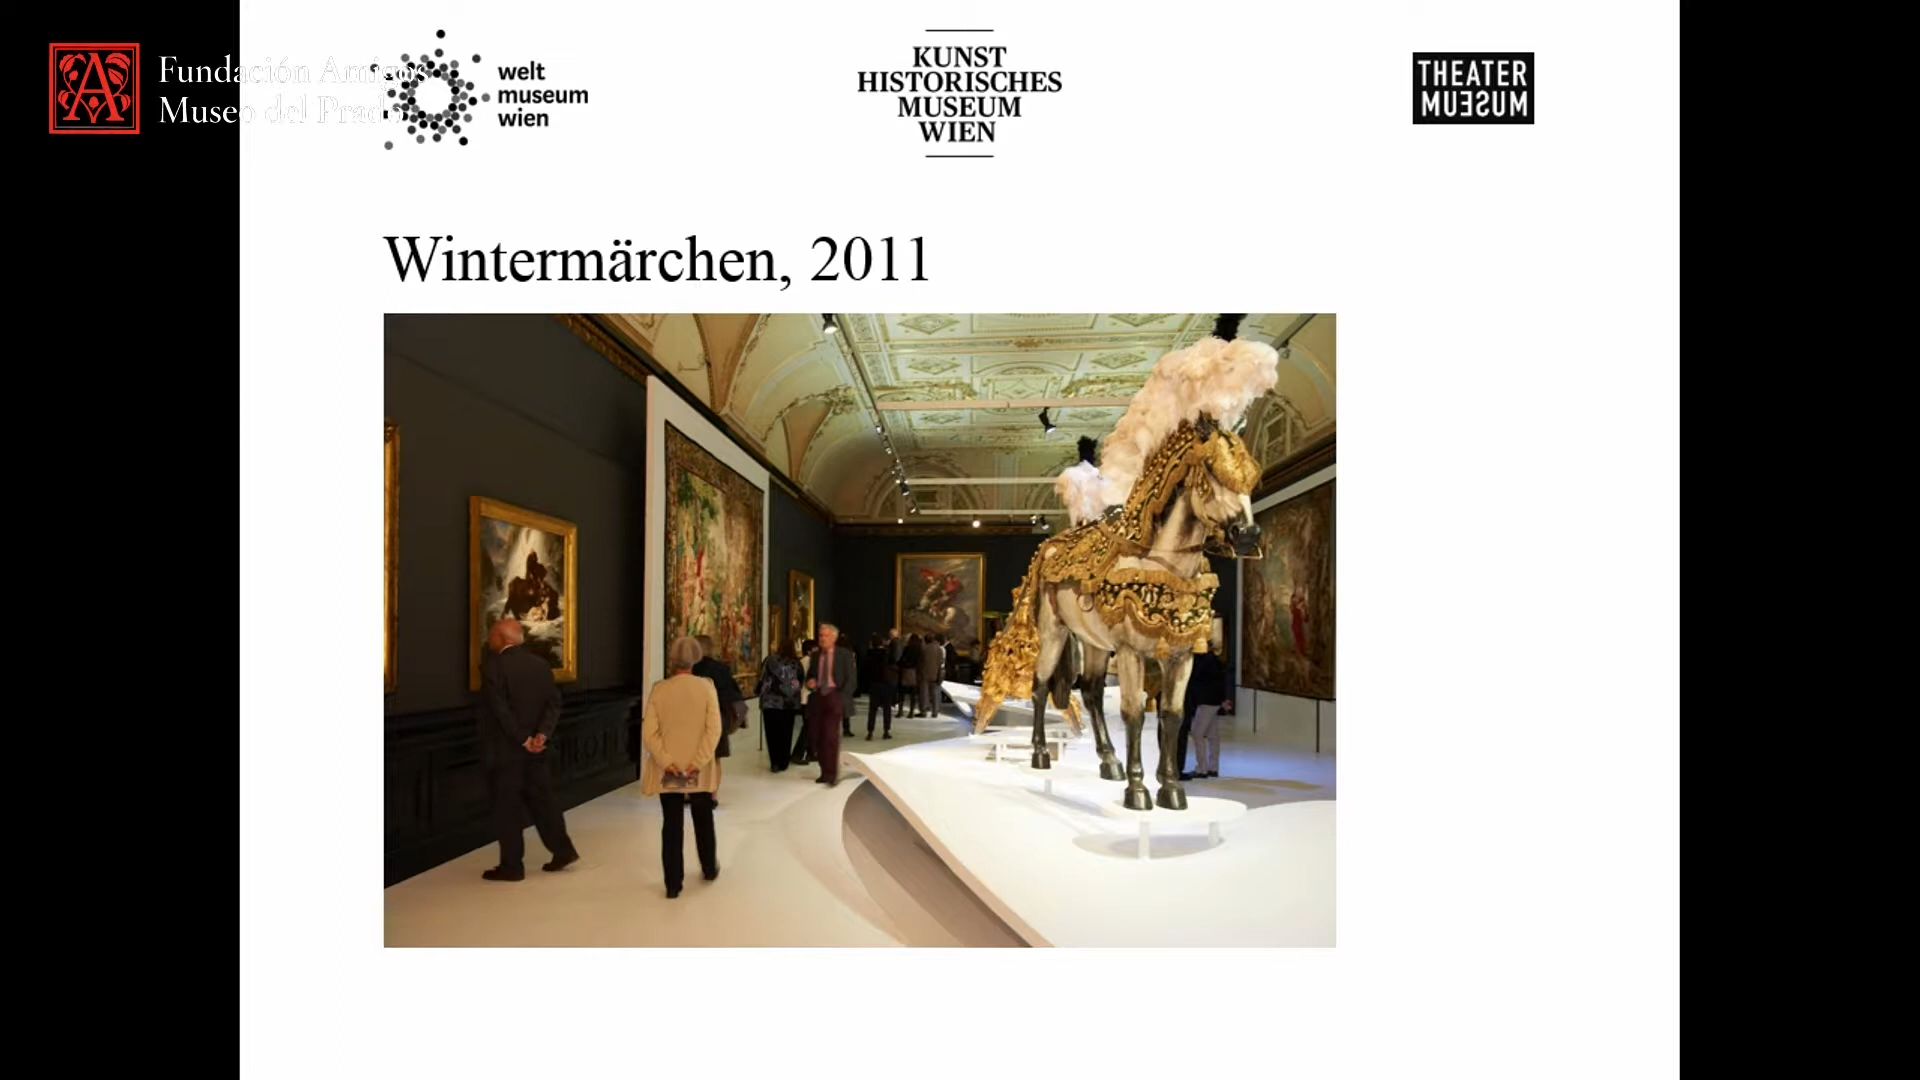 Fundación Amigos
Museo del Prado
welt
museum
wien
KUNST
HISTORISCHES
MUSEUM
WIEN
THEATER
MUSEUM
Wintermärchen, 2011